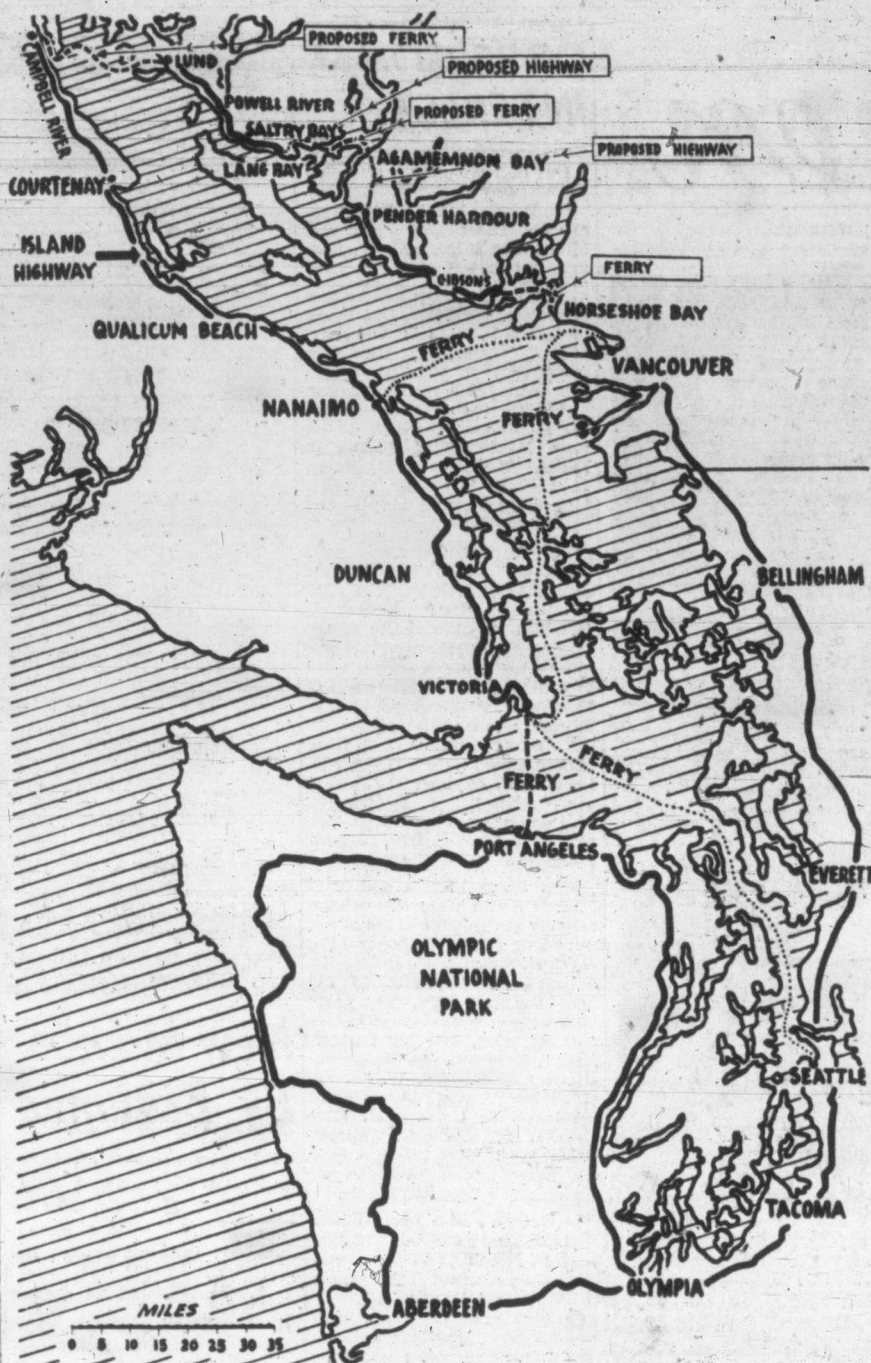 PROPOSED FERRY
LUND
CAMPBELL RIVER
PROPOSED HIGHWAY
POWELL RIVER
PROPOSED FERRY
SALTRY BAY
PROPOSED HIGHWAY
LANG BAY
AGAMEMNON BAY
COURTENAY
PENDER HARBOUR
ISLAND
HIGHWAY
FERRY
GIBSONS
HORSESHOE BAY
QUALICUM BEACH
FERRY
VANCOUVER
NANAIMO
FERRY
DUNCAN
BELLINGHAM
VICTORIA
FERRY
FERRY
PORT ANGELES
EVERETT
OLYMPIC
NATIONAL
PARK
SEATTLE
TACOMA
OLYMPIA
MILES
ABERDEEN
0 5 10 15 20 25 30 35